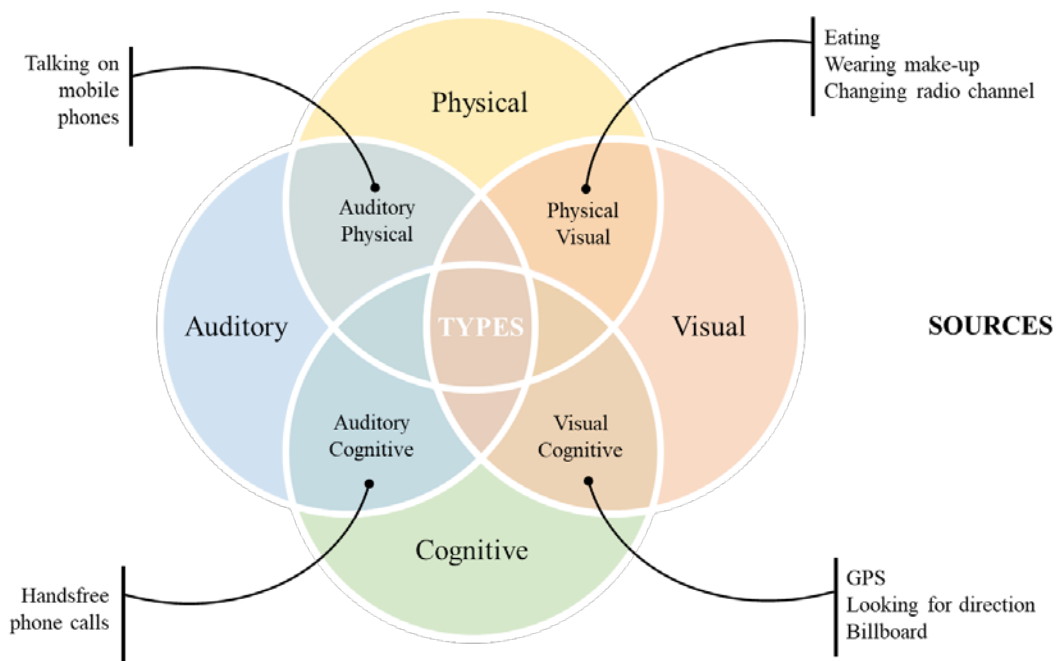 Talking on
mobile
phones
Eating
Wearing make-up
Changing radio channel
Physical
Auditory
Physical
Physical
Visual
Auditory
TYPES
Visual
SOURCES
Auditory
Cognitive
Visual
Cognitive
Cognitive
Handsfree
phone calls
GPS
Looking for direction
Billboard